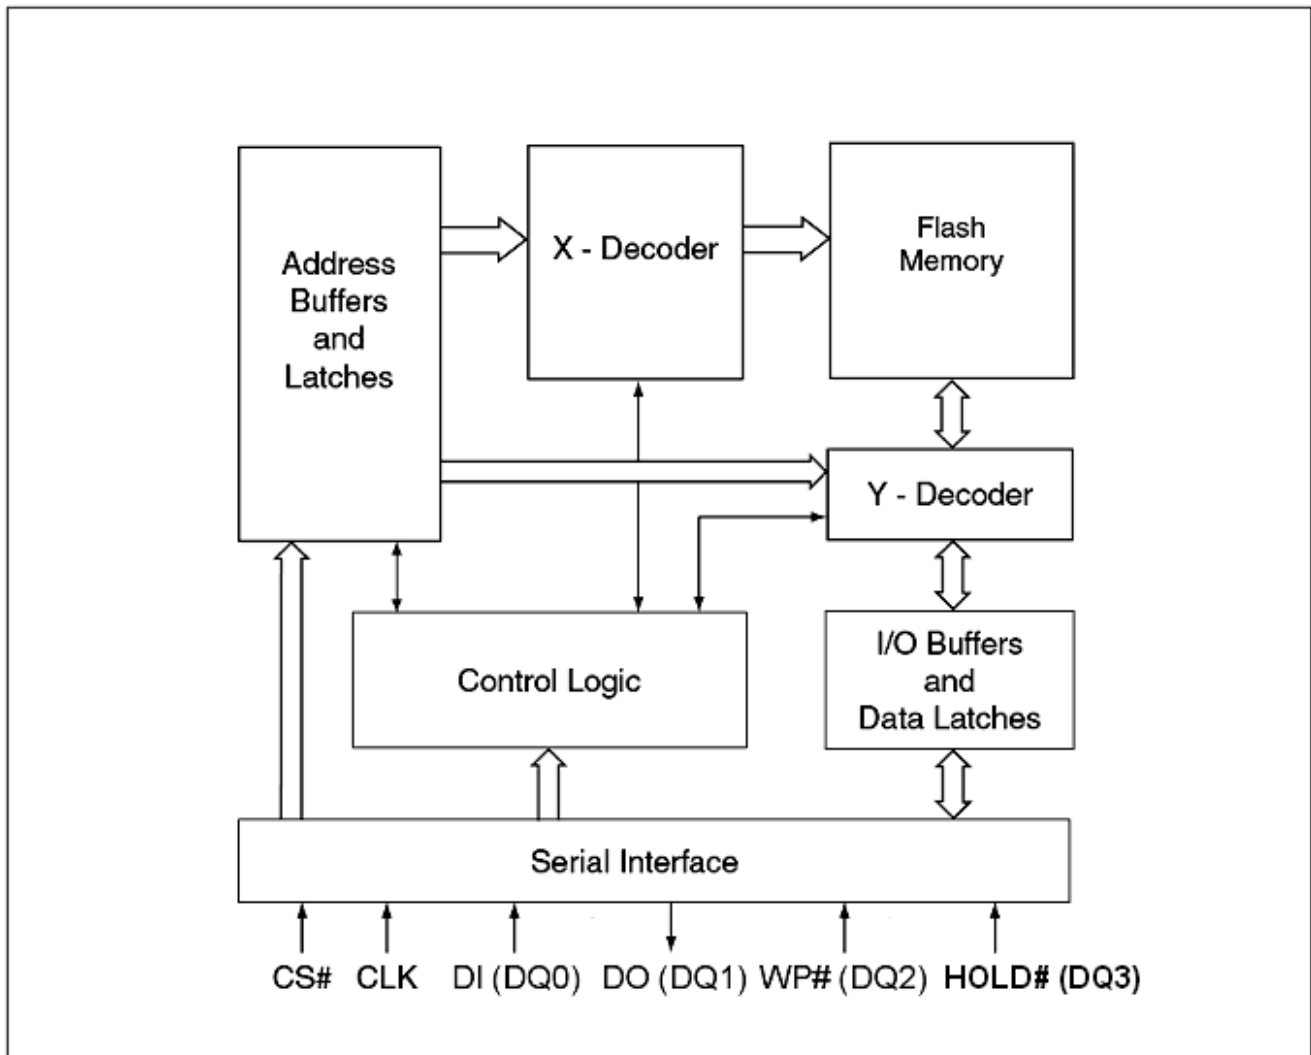 Address
Buffers
and
Latches
X - Decoder
Flash
Memory
Y - Decoder
Control Logic
I/O Buffers
and
Data Latches
Serial Interface
CS# CLK DI (DQ0) DO (DQ1) WP# (DQ2) HOLD# (DQ3)